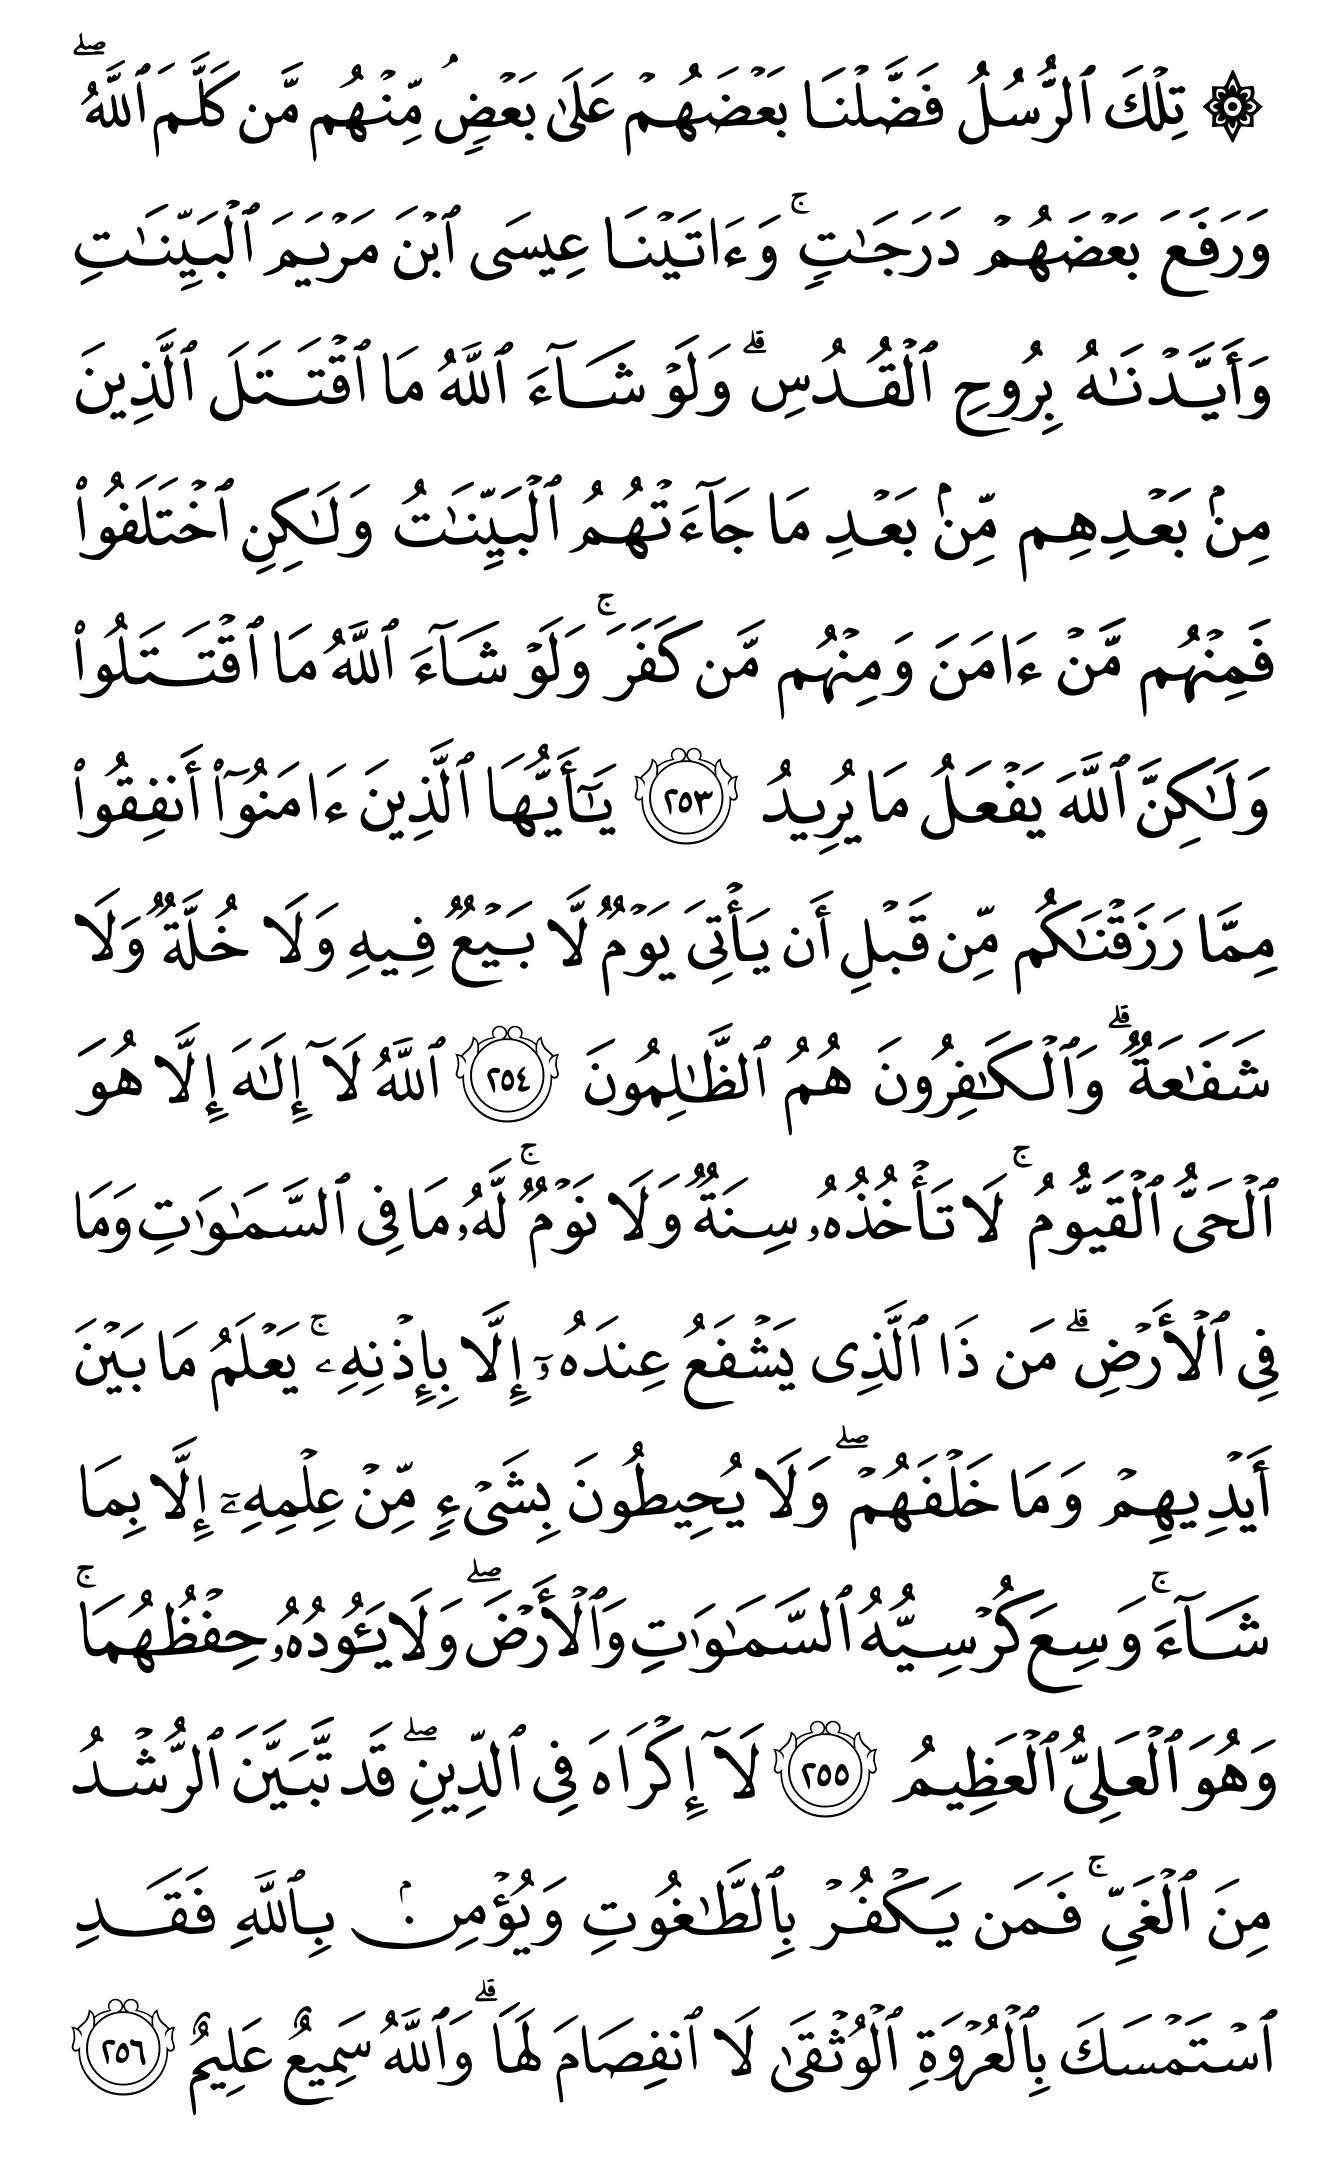 ۞ تِلۡكَ ٱلرُّسُلُ فَضَّلۡنَا بَعۡضَهُمۡ عَلَىٰ بَعۡضٖۘ مِّنۡهُم مَّن كَلَّمَ ٱللَّهُۖ
وَرَفَعَ بَعۡضَهُمۡ دَرَجَٰتٖۚ وَءَاتَيۡنَا عِيسَى ٱبۡنَ مَرۡيَمَ ٱلۡبَيِّنَٰتِ
وَأَيَّدۡنَٰهُ بِرُوحِ ٱلۡقُدُسِۗ وَلَوۡ شَآءَ ٱللَّهُ مَا ٱقۡتَتَلَ ٱلَّذِينَ
مِنۢ بَعۡدِهِم مِّنۢ بَعۡدِ مَا جَآءَتۡهُمُ ٱلۡبَيِّنَٰتُ وَلَٰكِنِ ٱخۡتَلَفُواْ
فَمِنۡهُم مَّنۡ ءَامَنَ وَمِنۡهُم مَّن كَفَرَۚ وَلَوۡ شَآءَ ٱللَّهُ مَا ٱقۡتَتَلُواْ
وَلَٰكِنَّ ٱللَّهَ يَفۡعَلُ مَا يُرِيدُ ٢٥٣ يَٰٓأَيُّهَا ٱلَّذِينَ ءَامَنُوٓاْ أَنفِقُواْ
مِمَّا رَزَقۡنَٰكُم مِّن قَبۡلِ أَن يَأۡتِيَ يَوۡمٞ لَّا بَيۡعٞ فِيهِ وَلَا خُلَّةٞ وَلَا
شَفَٰعَةٞۗ وَٱلۡكَٰفِرُونَ هُمُ ٱلظَّٰلِمُونَ ٢٥٤ ٱللَّهُ لَآ إِلَٰهَ إِلَّا هُوَ
ٱلۡحَيُّ ٱلۡقَيُّومُۚ لَا تَأۡخُذُهُۥ سِنَةٞ وَلَا نَوۡمٞۚ لَّهُۥ مَا فِي ٱلسَّمَٰوَٰتِ وَمَا
فِي ٱلۡأَرۡضِۗ مَن ذَا ٱلَّذِي يَشۡفَعُ عِندَهُۥٓ إِلَّا بِإِذۡنِهِۦۚ يَعۡلَمُ مَا بَيۡنَ
أَيۡدِيهِمۡ وَمَا خَلۡفَهُمۡۖ وَلَا يُحِيطُونَ بِشَيۡءٖ مِّنۡ عِلۡمِهِۦٓ إِلَّا بِمَا
شَآءَۚ وَسِعَ كُرۡسِيُّهُ ٱلسَّمَٰوَٰتِ وَٱلۡأَرۡضَۖ وَلَا يَـُٔودُهُۥ حِفۡظُهُمَاۚ
وَهُوَ ٱلۡعَلِيُّ ٱلۡعَظِيمُ ٢٥٥ لَآ إِكۡرَاهَ فِي ٱلدِّينِۖ قَد تَّبَيَّنَ ٱلرُّشۡدُ
مِنَ ٱلۡغَيِّۚ فَمَن يَكۡفُرۡ بِٱلطَّٰغُوتِ وَيُؤۡمِنۢ بِٱللَّهِ فَقَدِ
ٱسۡتَمۡسَكَ بِٱلۡعُرۡوَةِ ٱلۡوُثۡقَىٰ لَا ٱنفِصَامَ لَهَاۗ وَٱللَّهُ سَمِيعٌ عَلِيمٌ ٢٥٦